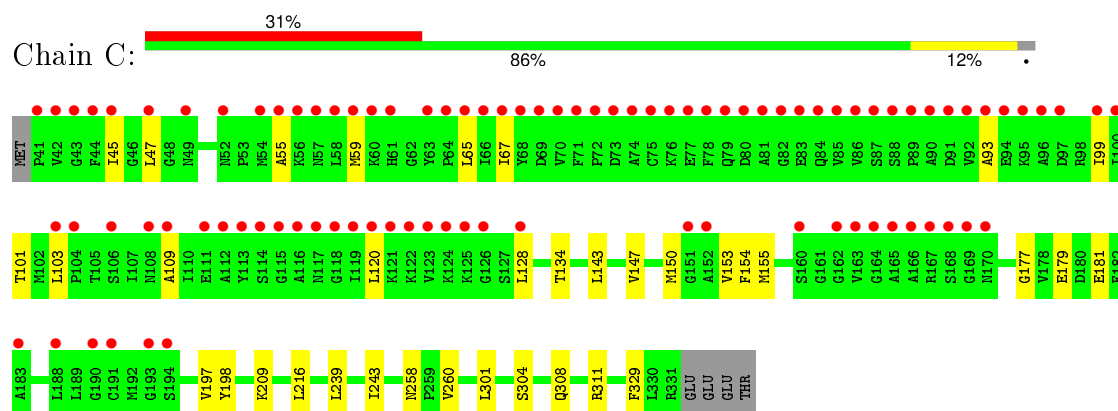 31%
Chain C:
86% 12% •
MET P41 V42 G43 F44 I45 G46 L47 G48 N49 N52 P53 M54 A55 K56 N57 L58 M59 K60 H61 G62 Y63 P64 L65 I66 I67 Y68 D69 V70 F71 P72 D73 A74 C75 K76 E77 F78 Q79 D80 A81 G82 E83 Q84 V85 V86 S87 S88 P89 A90 D91 V92 A93 E94 K95 A96 D97 R98 I99 I100
T101 M102 L103 P104 T105 S106 I107 N108 A109 I110 E111 A112 Y113 S114 G115 A116 N117 G118 I119 L120 K121 K122 V123 K124 K125 G126 S127 L128 T134 L143 V147 M150 G151 A152 V153 F154 M155 S160 G161 G162 V163 G164 A165 A166 R167 S168 G169 N170 G177 V178 E179 D180 E181
A183 L188 L189 G190 C191 M192 G193 S194 V197 Y198 K209 L216 L239 I243 N258 P259 V260 L301 S304 Q308 R311 F329 L330 R331 GLU GLU GLU THR